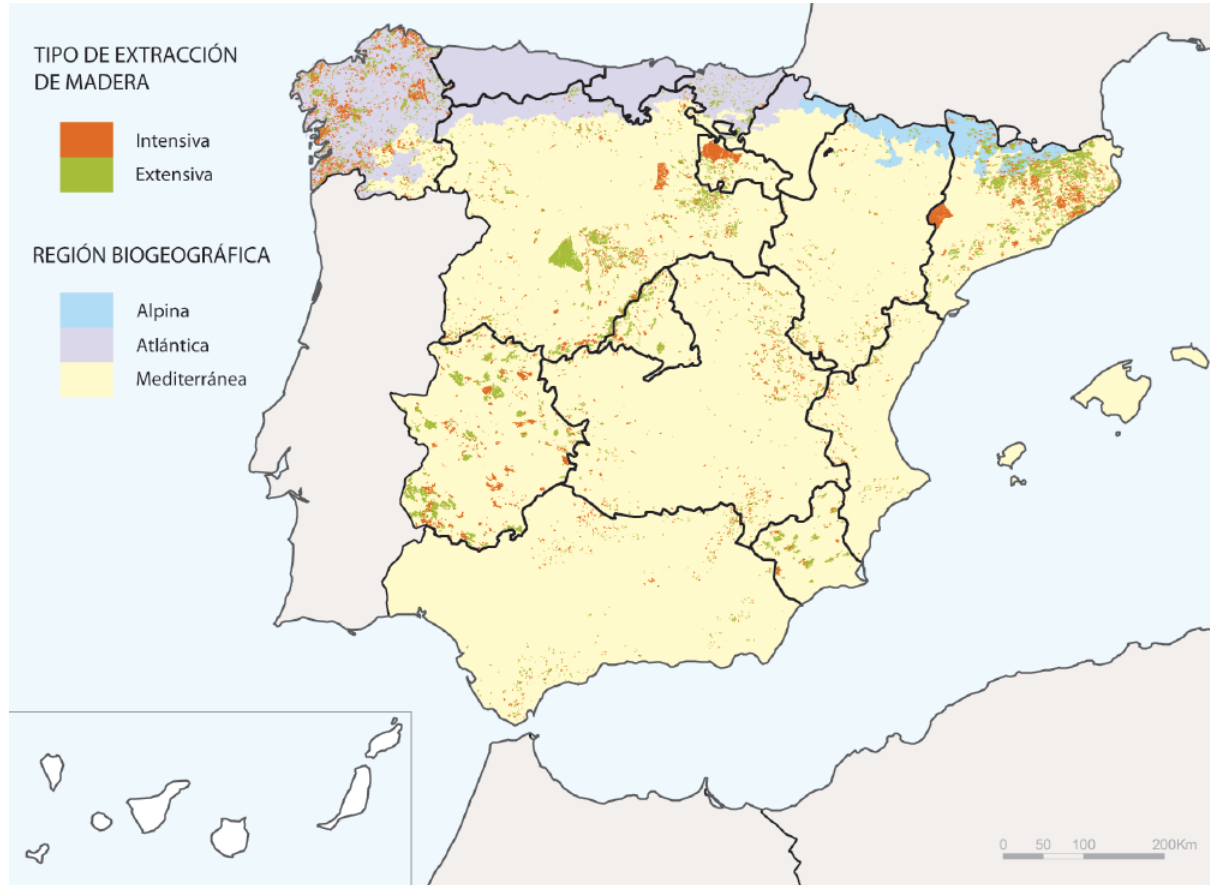 TIPO DE EXTRACCIÓN
DE MADERA
Intensiva
Extensiva
REGIÓN BIOGEOGRÁFICA
Alpina
Atlántica
Mediterránea
0 50 100 200Km